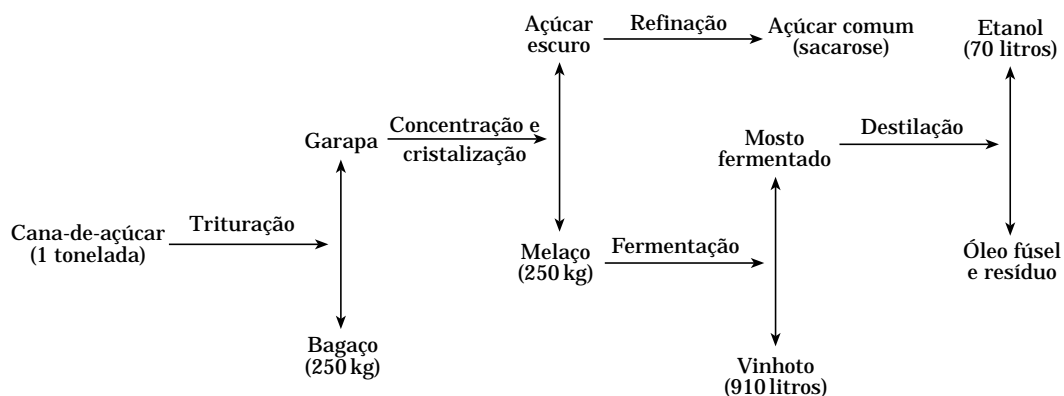 Açúcar
escuro
Refinação
Açúcar comum
(sacarose)
Etanol
(70 litros)
Garapa
Concentração e
cristalização
Mosto
fermentado
Destilação
Cana-de-açúcar
(1 tonelada)
Trituração
Melaço
(250 kg)
Fermentação
Óleo fúsel
e resíduo
Bagaço
(250 kg)
Vinhoto
(910 litros)